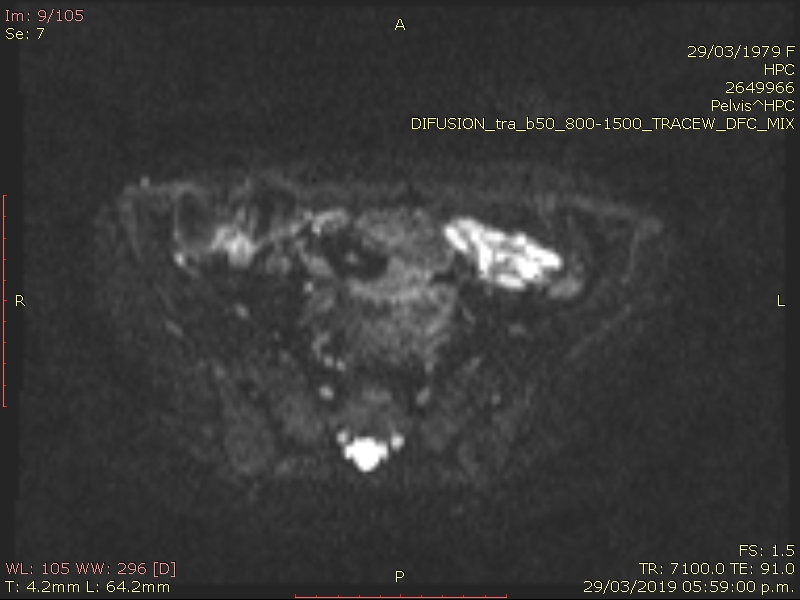 Im: 9/105
Se: 7
A
29/03/1979 F
HPC
2649966
Pelvis^HPC
DIFUSION_tra_b50_800-1500_TRACEW_DFC_MIX
R
L
WL: 105 WW: 296 [D]
T: 4.2mm L: 64.2mm
P
FS: 1.5
TR: 7100.0 TE: 91.0
29/03/2019 05:59:00 p.m.